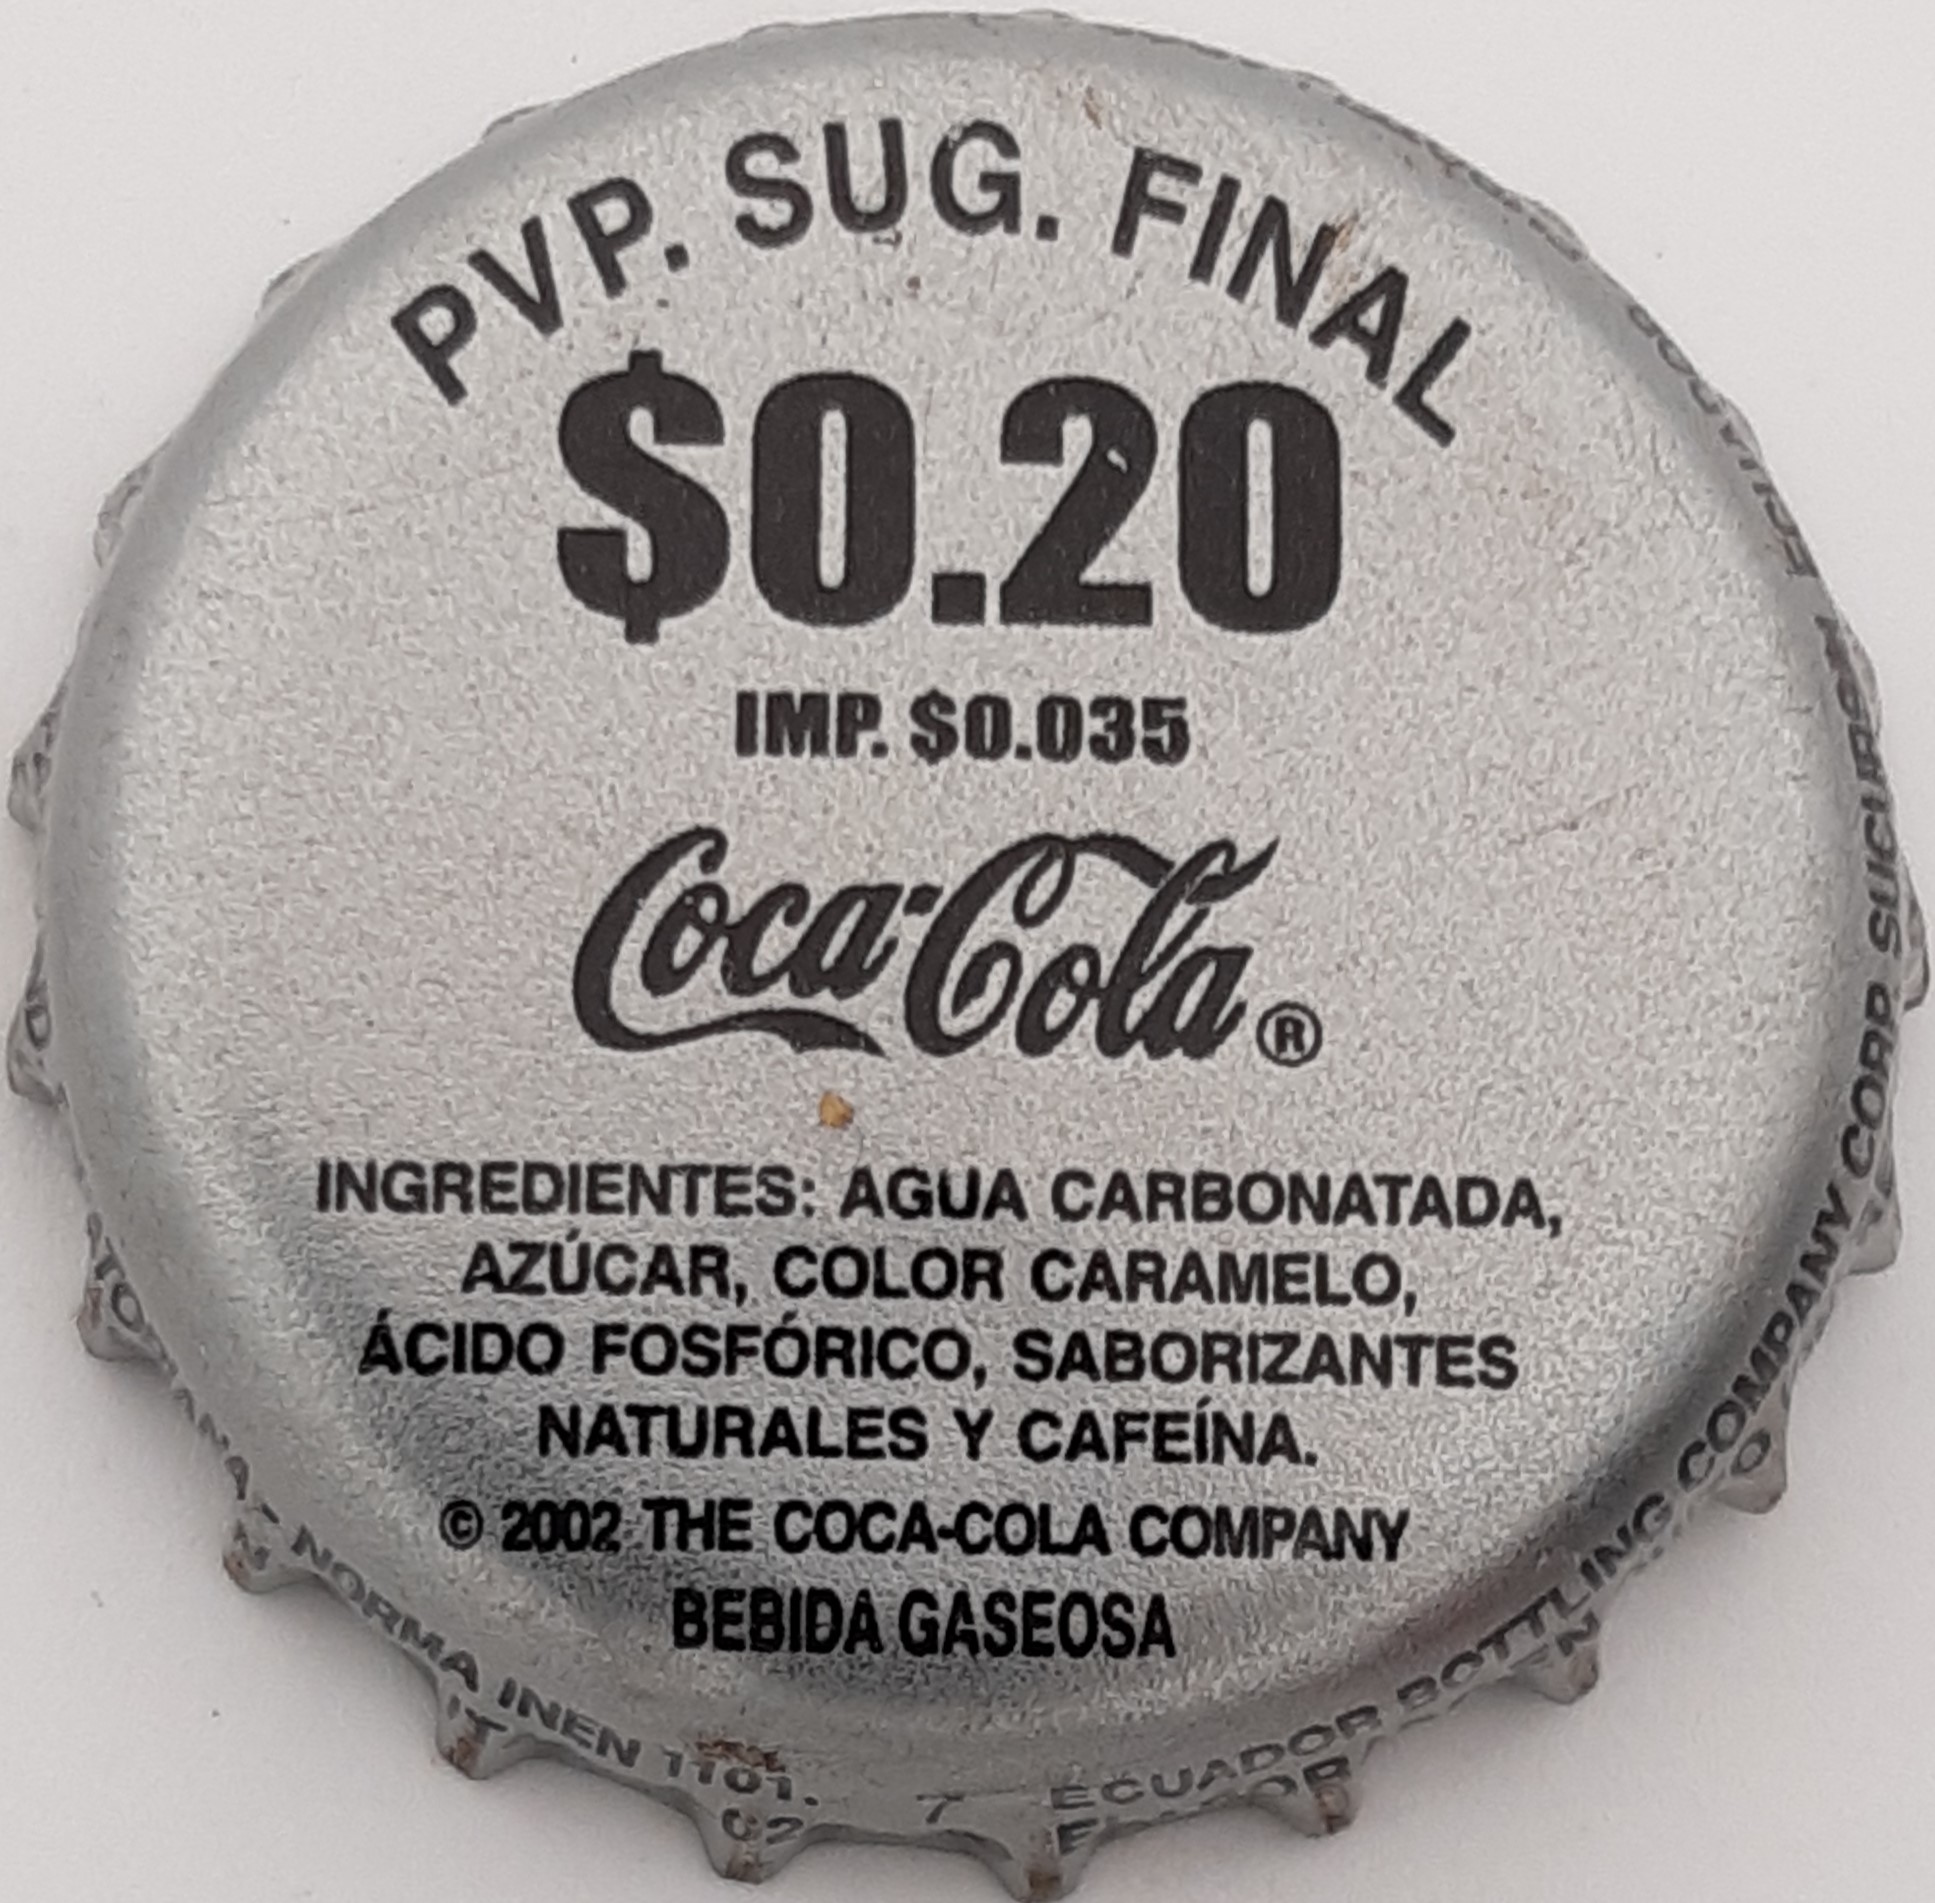 PVP. SUG. FINAL
$0.20
IMP. $0.035
Coca-Cola ®
INGREDIENTES: AGUA CARBONATADA,
AZÚCAR, COLOR CARAMELO,
ÁCIDO FOSFÓRICO, SABORIZANTES
NATURALES Y CAFEÍNA.
© 2002 THE COCA-COLA COMPANY
BEBIDA GASEOSA
NORMA INEN 1101.
7
ECUADOR BOTTLING COMPANY CORP